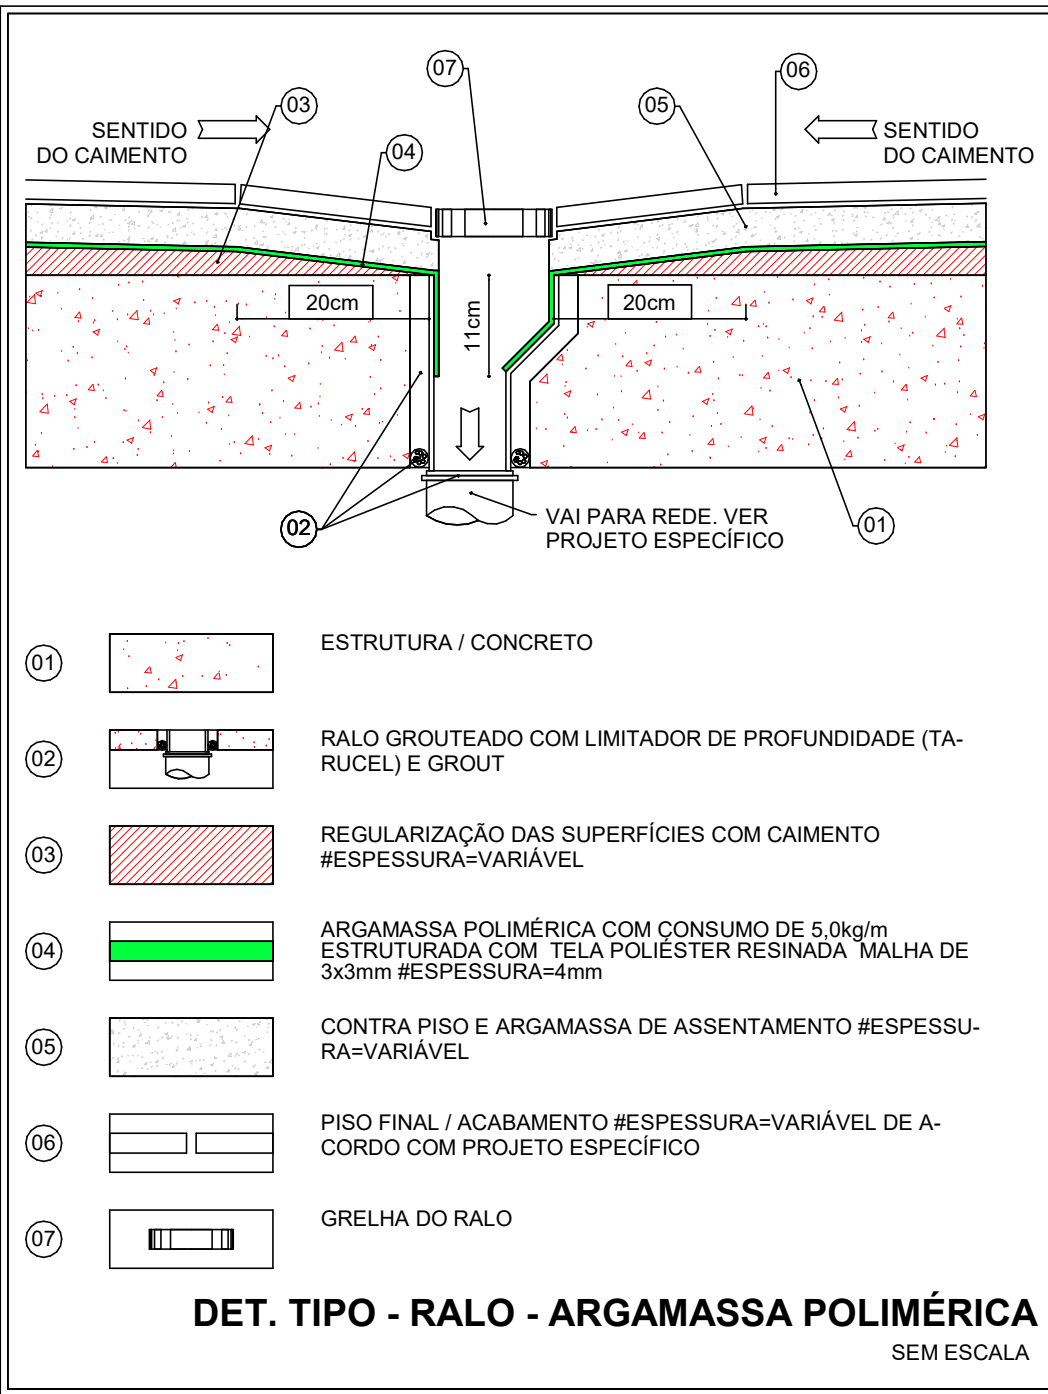 07
06
03
05
SENTIDO
DO CAIMENTO
04
SENTIDO
DO CAIMENTO
20cm
11cm
20cm
02
VAI PARA REDE. VER
PROJETO ESPECÍFICO
01
01
ESTRUTURA / CONCRETO
02
RALO GROUTEADO COM LIMITADOR DE PROFUNDIDADE (TA-
RUCEL) E GROUT
03
REGULARIZAÇÃO DAS SUPERFÍCIES COM CAIMENTO
#ESPESSURA=VARIÁVEL
04
ARGAMASSA POLIMÉRICA COM CONSUMO DE 5,0kg/m
ESTRUTURADA COM TELA POLIÉSTER RESINADA MALHA DE
3x3mm #ESPESSURA=4mm
05
CONTRA PISO E ARGAMASSA DE ASSENTAMENTO #ESPESSU-
RA=VARIÁVEL
06
PISO FINAL / ACABAMENTO #ESPESSURA=VARIÁVEL DE A-
CORDO COM PROJETO ESPECÍFICO
07
GRELHA DO RALO
DET. TIPO - RALO - ARGAMASSA POLIMÉRICA
SEM ESCALA